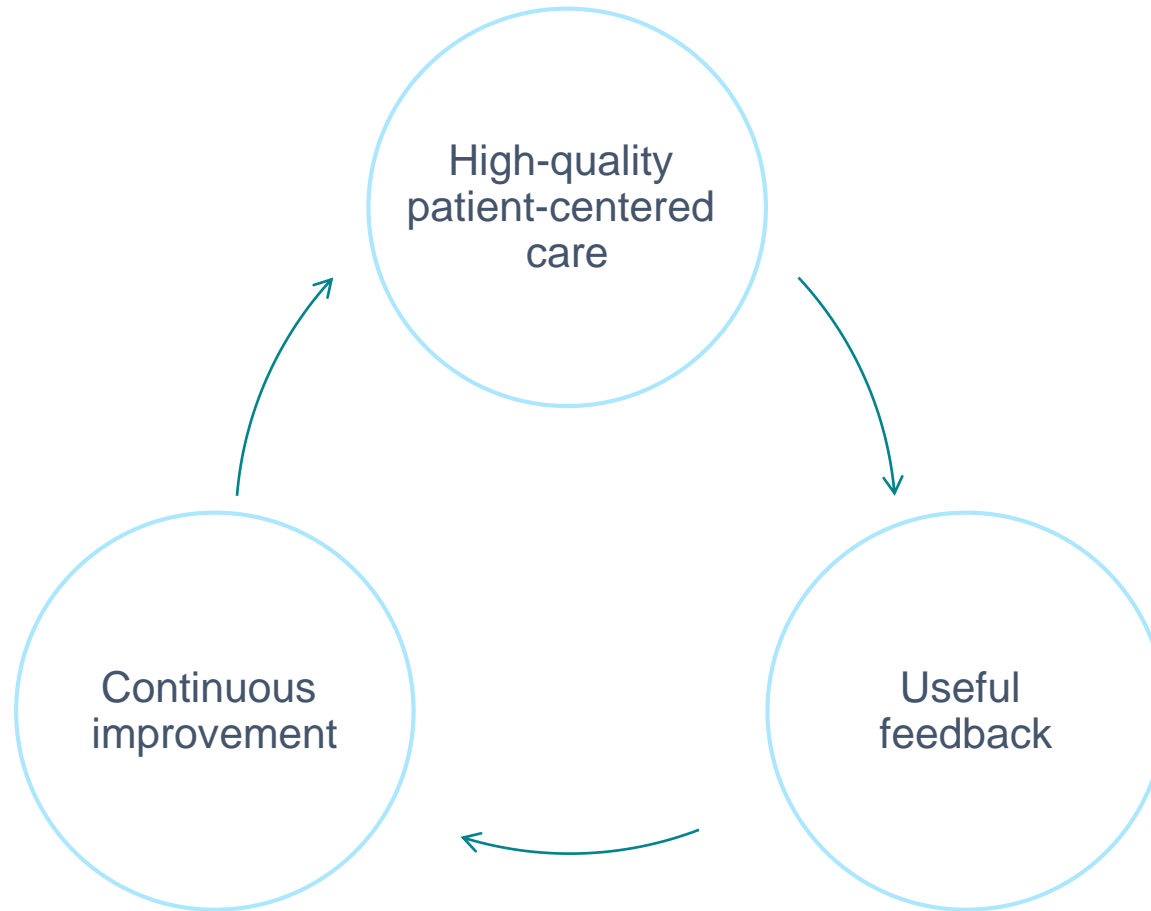 High-quality
patient-centered
care
Useful
feedback
Continuous
improvement